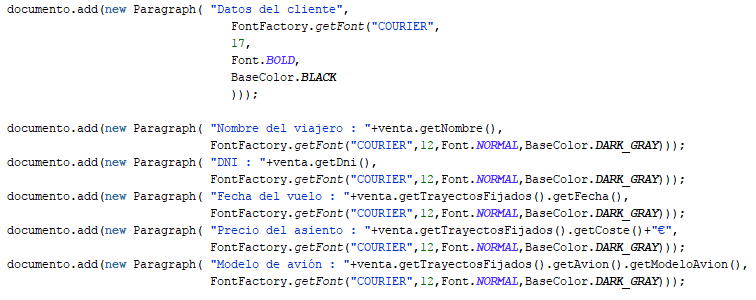 documento.add(new Paragraph( "Datos del cliente",
FontFactory.getFont("COURIER",
17,
Font.BOLD,
BaseColor.BLACK
)));
documento.add(new Paragraph( "Nombre del viajero : "+venta.getNombre(),
FontFactory.getFont("COURIER",12,Font.NORMAL,BaseColor.DARK_GRAY)));
documento.add(new Paragraph( "DNI : "+venta.getDni(),
FontFactory.getFont("COURIER",12,Font.NORMAL,BaseColor.DARK_GRAY)));
documento.add(new Paragraph( "Fecha del vuelo : "+venta.getTrayectosFijados().getFecha(),
FontFactory.getFont("COURIER",12,Font.NORMAL,BaseColor.DARK_GRAY)));
documento.add(new Paragraph( "Precio del asiento : "+venta.getTrayectosFijados().getCoste()+"€",
FontFactory.getFont("COURIER",12,Font.NORMAL,BaseColor.DARK_GRAY)));
documento.add(new Paragraph( "Modelo de avión : "+venta.getTrayectosFijados().getAvion().getModeloAvion(),
FontFactory.getFont("COURIER",12,Font.NORMAL,BaseColor.DARK_GRAY)));